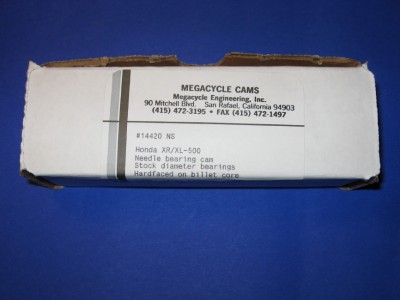 MEGACYCLE CAMS
Megacycle Engineering, Inc.
90 Mitchell Blvd. San Rafael, California 94903
(415) 472-3195 • FAX (415) 472-1497
#14420 NS
Honda XR/XL-500
Needle bearing cam
Stock diameter bearings
Hardfaced on billet core